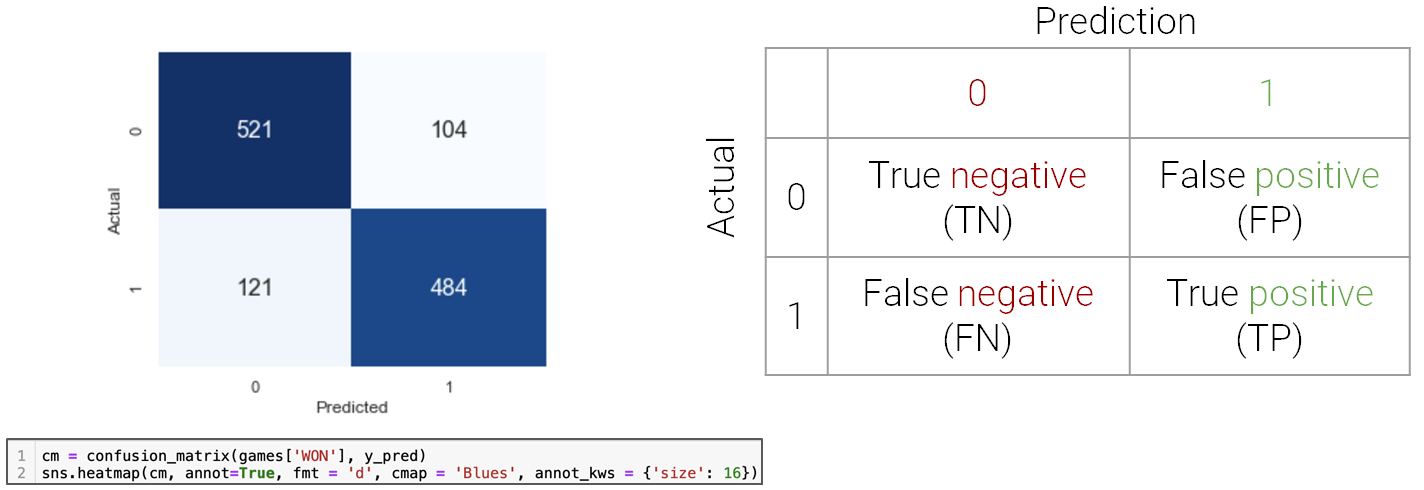 0
521
104
Actual
1
121
484
0
1
Predicted
1 cm = confusion_matrix(games['WON'], y_pred)
2 sns.heatmap(cm, annot=True, fmt = 'd', cmap = 'Blues', annot_kws = {'size': 16})
Prediction
0
1
Actual
0
True negative
(TN)
False positive
(FP)
1
False negative
(FN)
True positive
(TP)